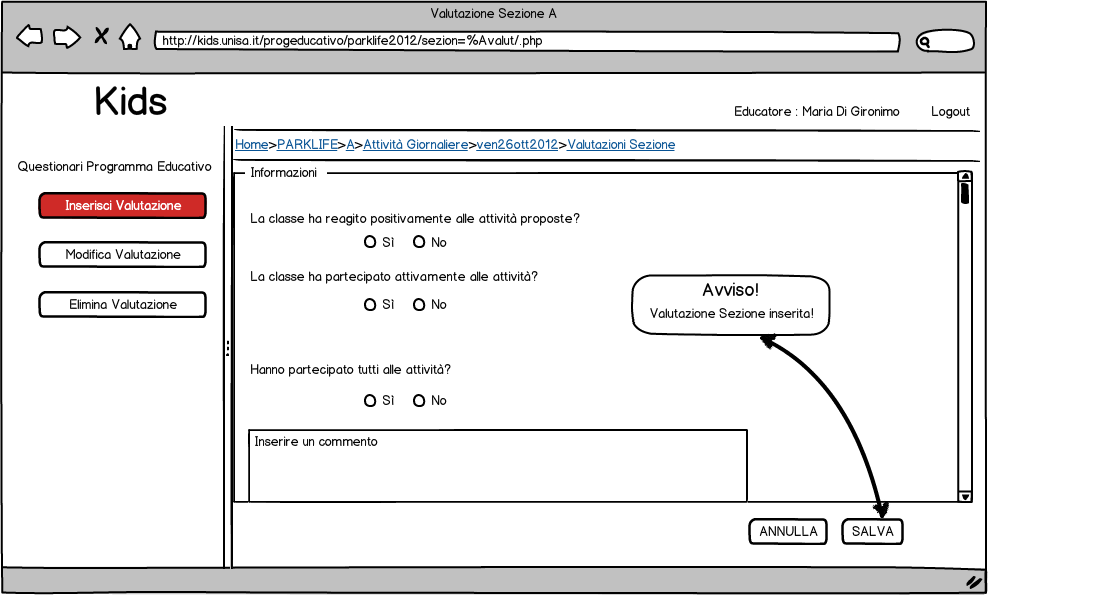 Valutazione Sezione A
http://kids.unisa.it/progeducativo/parklife2012/sezion=%Avalut/.php
Kids
Educatore : Maria Di Gironimo Logout
Home>PARKLIFE>A>Attività Giornaliere>ven26ott2012>Valutazioni Sezione
Questionari Programma Educativo
Inserisci Valutazione
Modifica Valutazione
Elimina Valutazione
Informazioni
La classe ha reagito positivamente alle attività proposte?
Sì No
La classe ha partecipato attivamente alle attività?
Sì No
Avviso!
Valutazione Sezione inserita!
Hanno partecipato tutti alle attività?
Sì No
Inserire un commento
ANNULLA SALVA